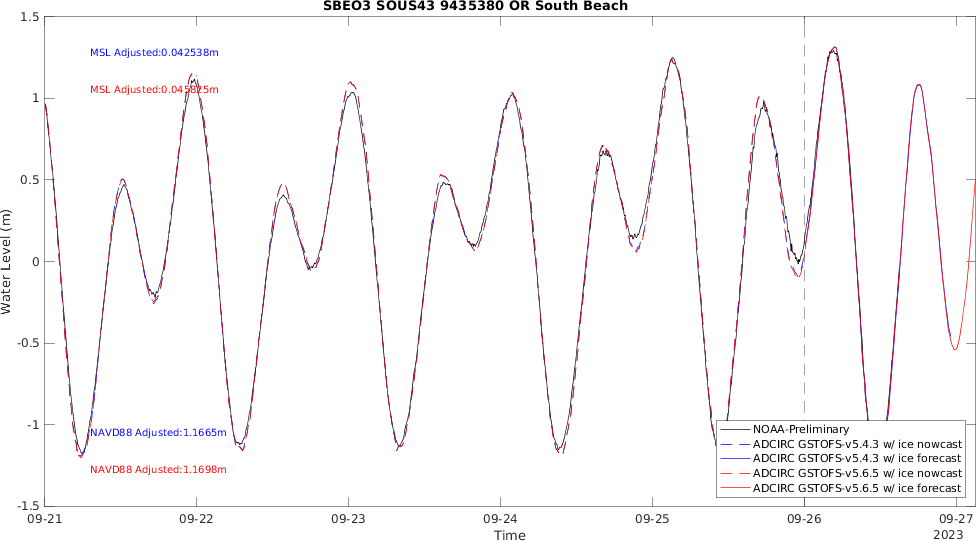 SBEO3 SOUS43 9435380 OR South Beach
MSL Adjusted:0.042538m
MSL Adjusted:0.045825m
NAVD88 Adjusted:1.1665m
NAVD88 Adjusted:1.1698m
Water Level (m)
1.5
1
0.5
0
-0.5
-1
-1.5
NOAA-Preliminary
ADCIRC GSTOFS-v5.4.3 w/ ice nowcast
ADCIRC GSTOFS-v5.4.3 w/ ice forecast
ADCIRC GSTOFS-v5.6.5 w/ ice nowcast
ADCIRC GSTOFS-v5.6.5 w/ ice forecast
09-21 09-22 09-23 09-24 09-25 09-26 09-27
Time
2023